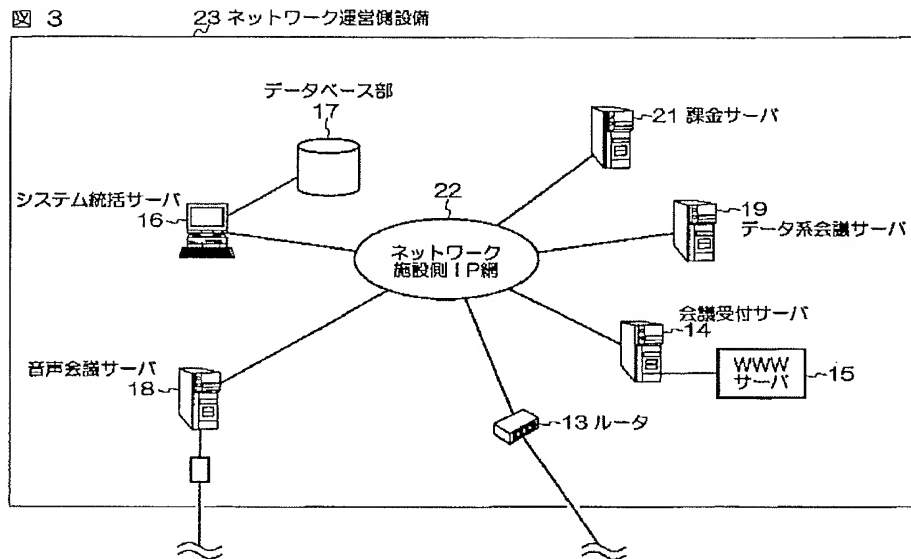 図 3
23 ネットワーク運営側設備
データベース部
17
21 課金サーバ
システム統括サーバ
16
22
19
データ系会議サーバ
ネットワーク
施設側IP網
会議受付サーバ
14
WWW
サーバ
15
音声会議サーバ
18
13 ルータ